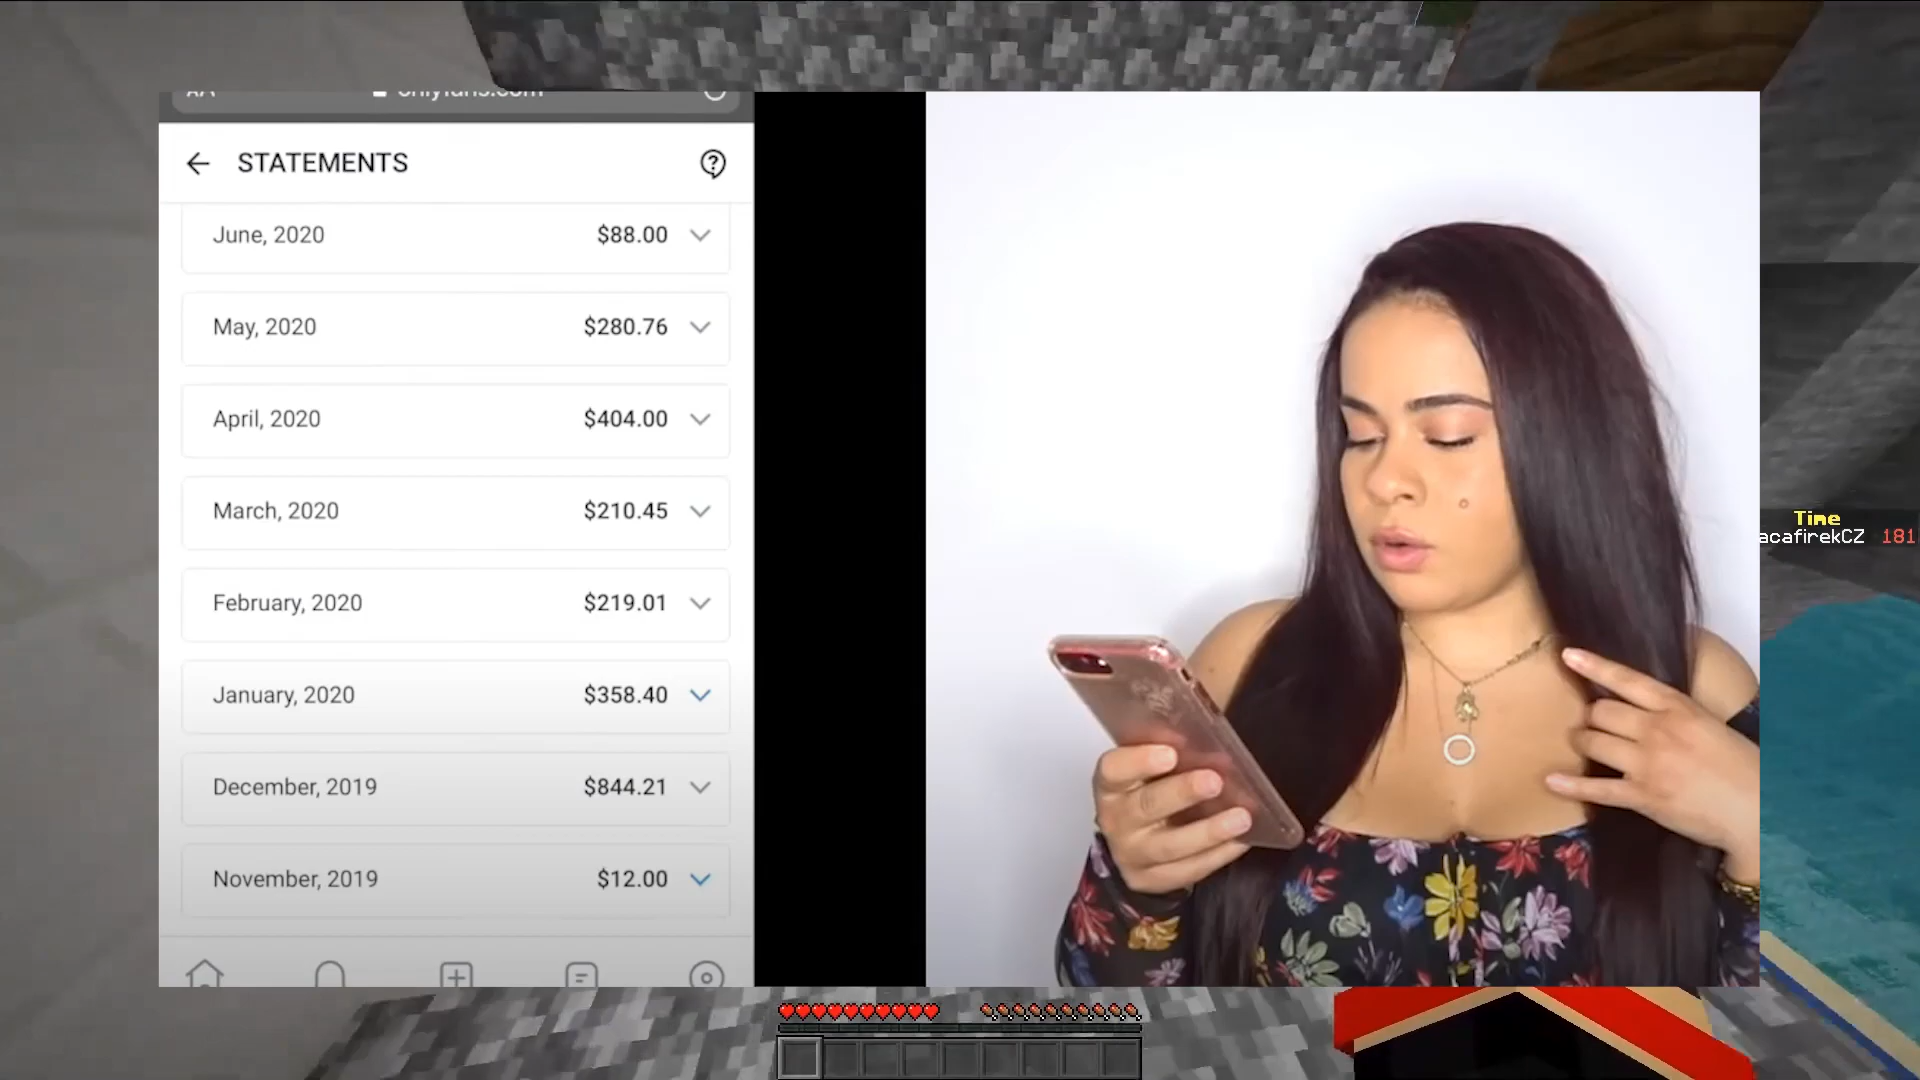 STATEMENTS
June, 2020 $88.00
May, 2020 $280.76
April, 2020 $404.00
March, 2020 $210.45
February, 2020 $219.01
January, 2020 $358.40
December, 2019 $844.21
November, 2019 $12.00
Time
acafirekCZ 181